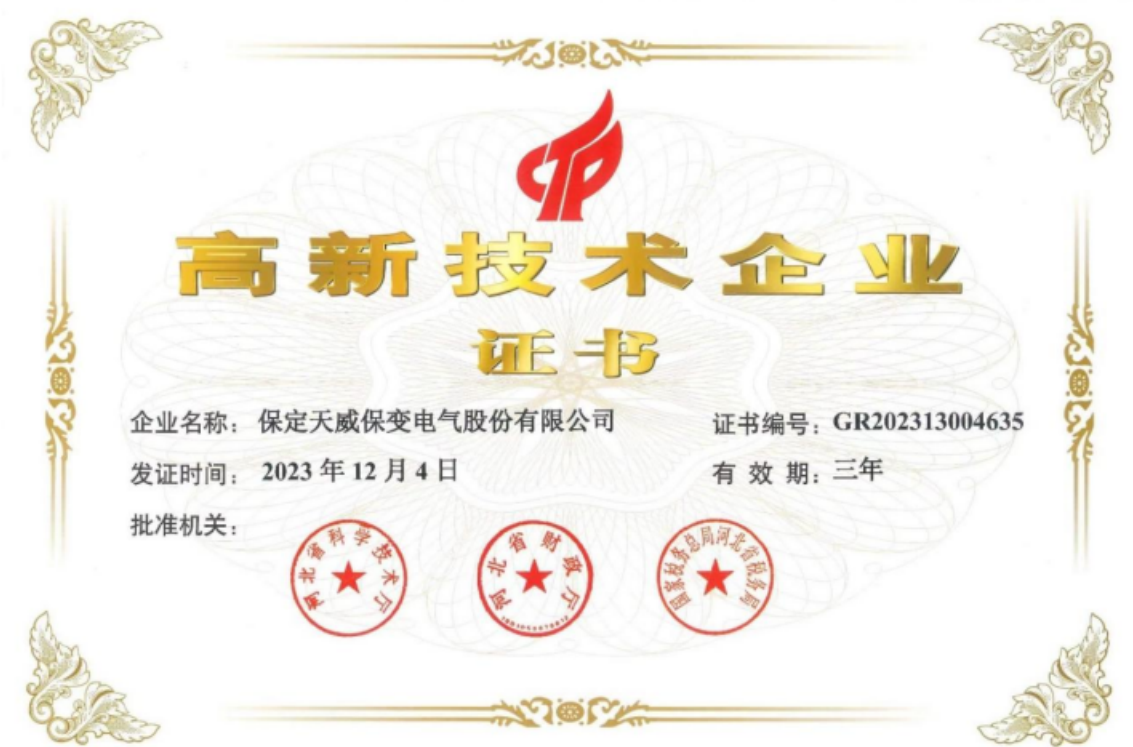 高新技术企业
证书
企业名称：保定天威保变电气股份有限公司
证书编号：GR202313004635
发证时间：2023年12月4日
有效期：三年
批准机关：
河北省科学技术厅
河北省财政厅
国家税务总局河北省税务局